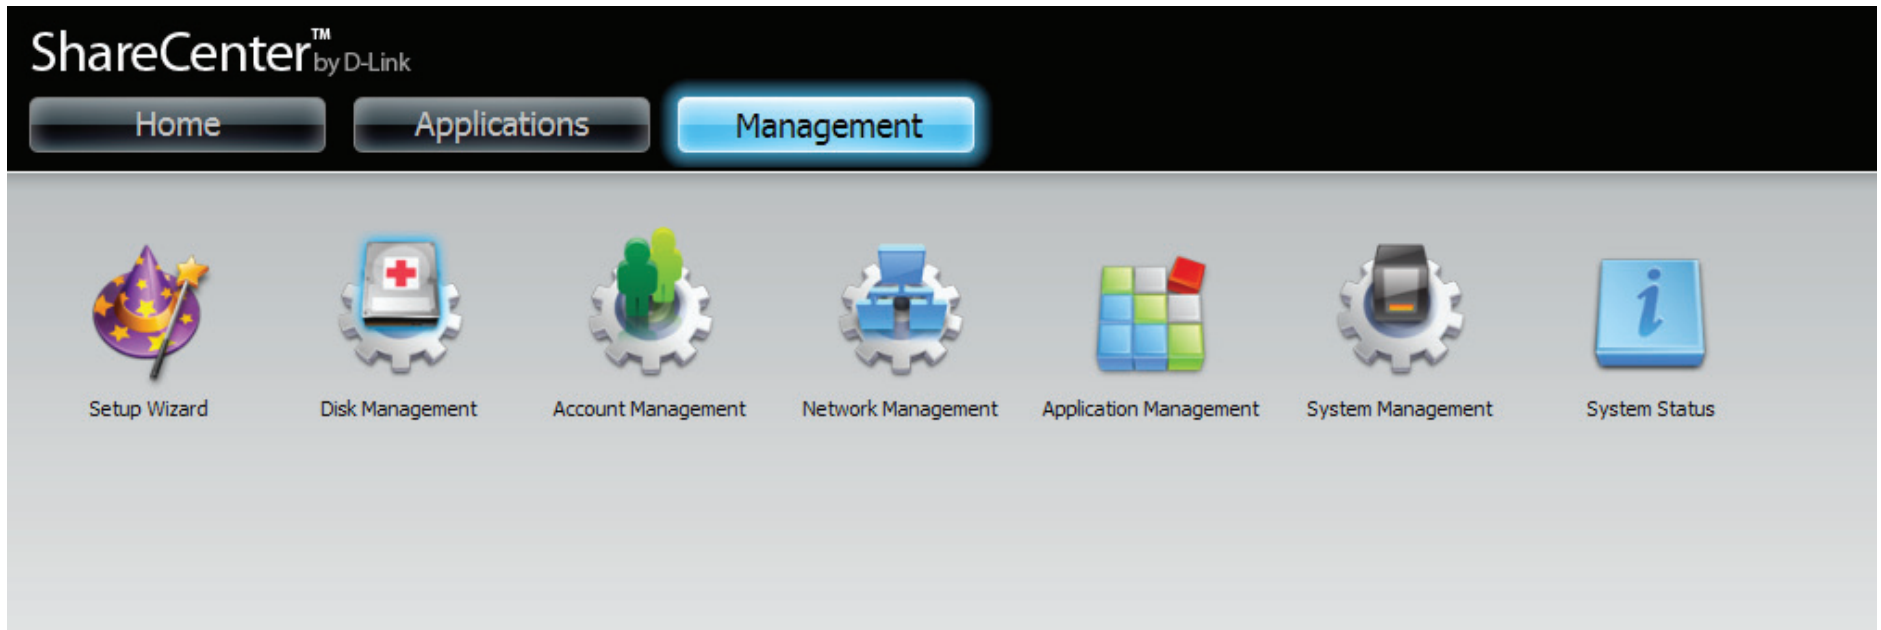 ShareCenter™ by D-Link
Home Applications Management
Setup Wizard Disk Management Account Management Network Management Application Management System Management System Status